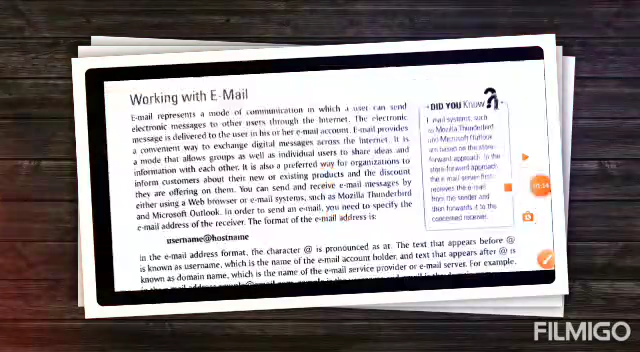 Working with E-Mail
E-mail represents a mode of communication in which a user can send
electronic messages to other users through the Internet. The electronic
message is delivered to the user in his or her e-mail account. E-mail provides
a convenient way to exchange digital messages across the Internet. It is
a mode that allows groups as well as individual users to share ideas and
information with each other. It is also a preferred way for organizations to
inform customers about their new or existing products and the discount
they are offering on them. You can send and receive e-mail messages by
either using a Web browser or e-mail systems, such as Mozilla Thunderbird
and Microsoft Outlook. In order to send an e-mail, you need to specify the
e-mail address of the receiver. The format of the e-mail address is:
username@hostname
In the e-mail address format, the character @ is pronounced as at. The text that appears before @
is known as username, which is the name of the e-mail account holder, and text that appears after @ is
known as domain name, which is the name of the e-mail service provider or e-mail server. For example,
DID YOU Know
E-mail systems, such
as Mozilla Thunderbird
and Microsoft Outlook
are based on the store-
forward approach. In the
store-forward approach,
the e-mail server first
receives the e-mail
from the sender and
then forwards it to the
concerned receiver.
FILMIGO